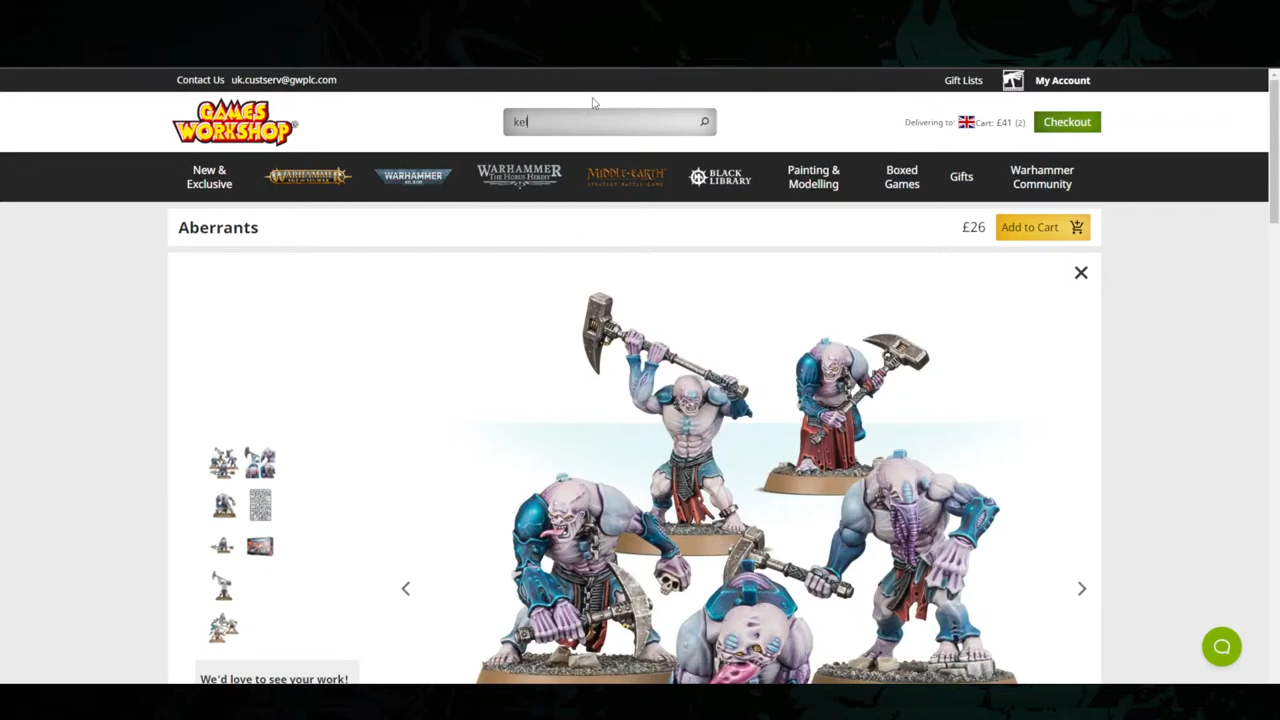 Contact Us uk.custserv@gwplc.com
Gift Lists My Account
GAMES WORKSHOP®
kel
Delivering to: Cart: £41 (2)
Checkout
New & Exclusive
WARHAMMER
WARHAMMER
WARHAMMER THE HORUS HERESY
MIDDLE-EARTH STRATEGY BATTLE GAME
BLACK LIBRARY
Painting & Modelling
Boxed Games
Gifts
Warhammer Community
Aberrants
£26 Add to Cart
We'd love to see your work!